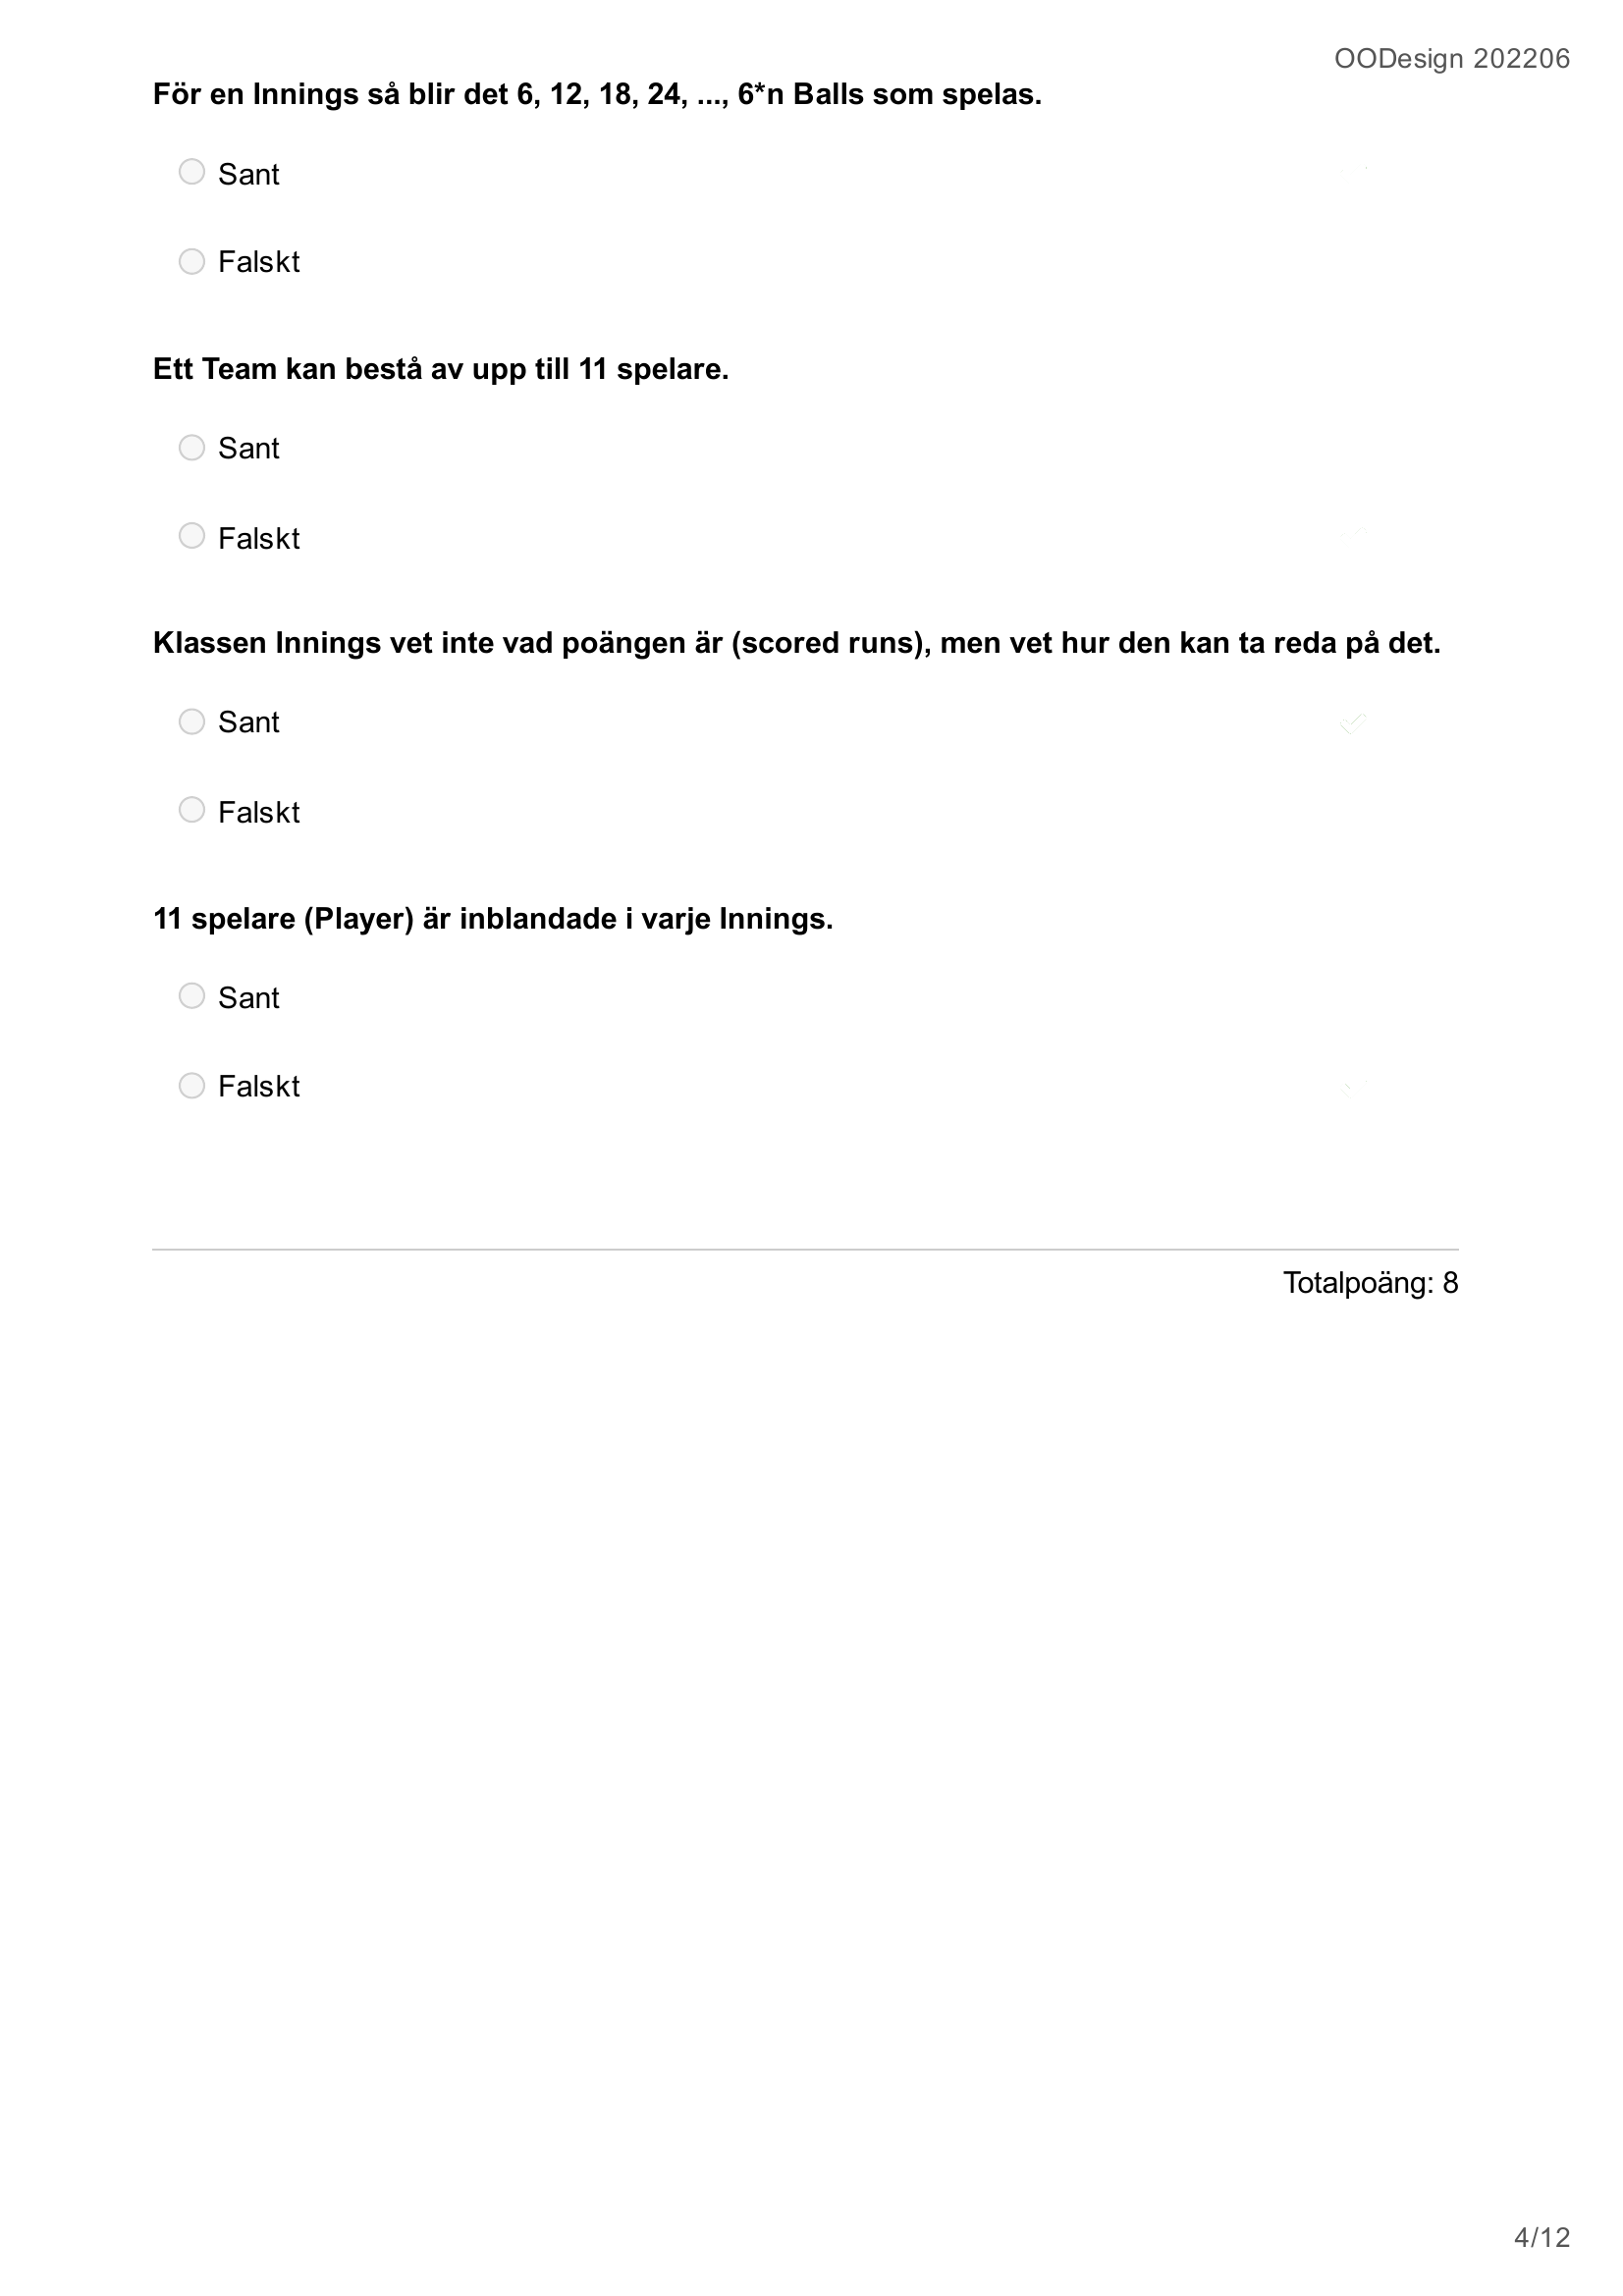 OODesign 202206
För en Innings så blir det 6, 12, 18, 24, ..., 6*n Balls som spelas.
Sant
Falskt
Ett Team kan bestå av upp till 11 spelare.
Sant
Falskt
Klassen Innings vet inte vad poängen är (scored runs), men vet hur den kan ta reda på det.
Sant
Falskt
11 spelare (Player) är inblandade i varje Innings.
Sant
Falskt
Totalpoäng: 8
4/12